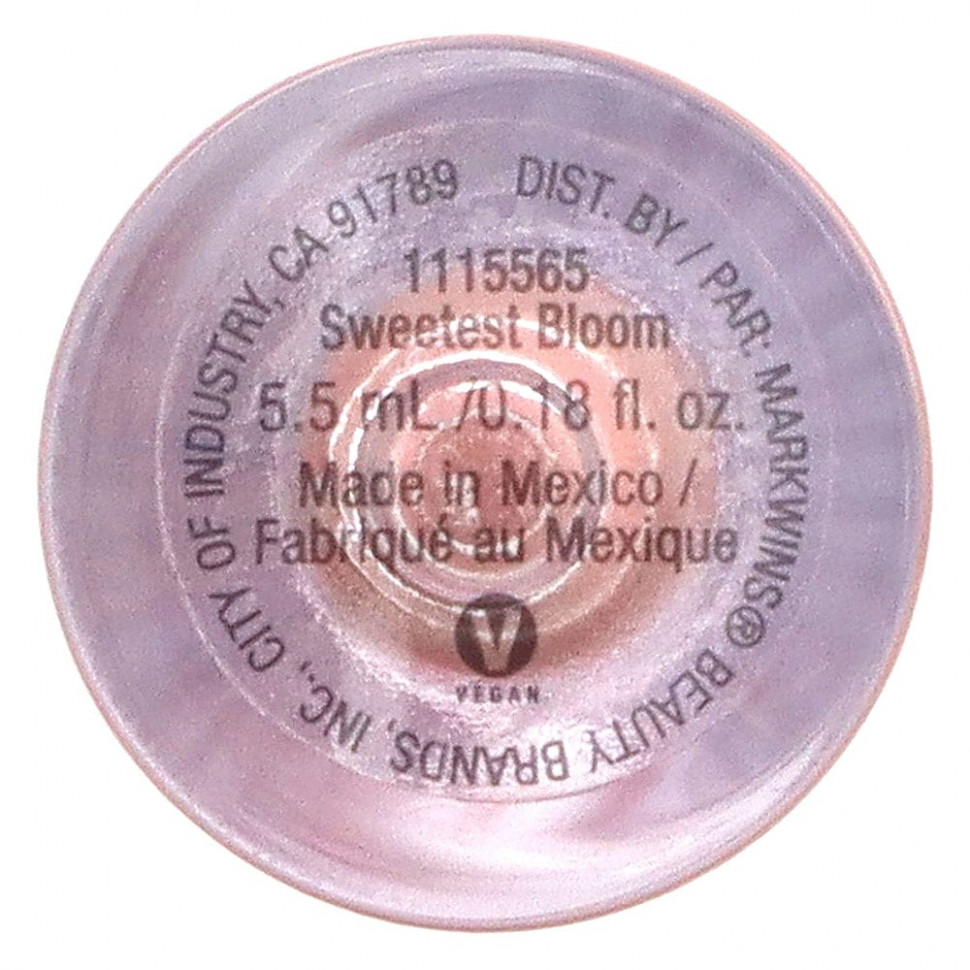 DIST. BY / PAR: MARKWINS® BEAUTY BRANDS, INC., CITY OF INDUSTRY, CA 91789
1115565
Sweetest Bloom
5.5 mL /0.18 fl. oz.
Made in Mexico /
Fabriqué au Mexique
V
VEGAN